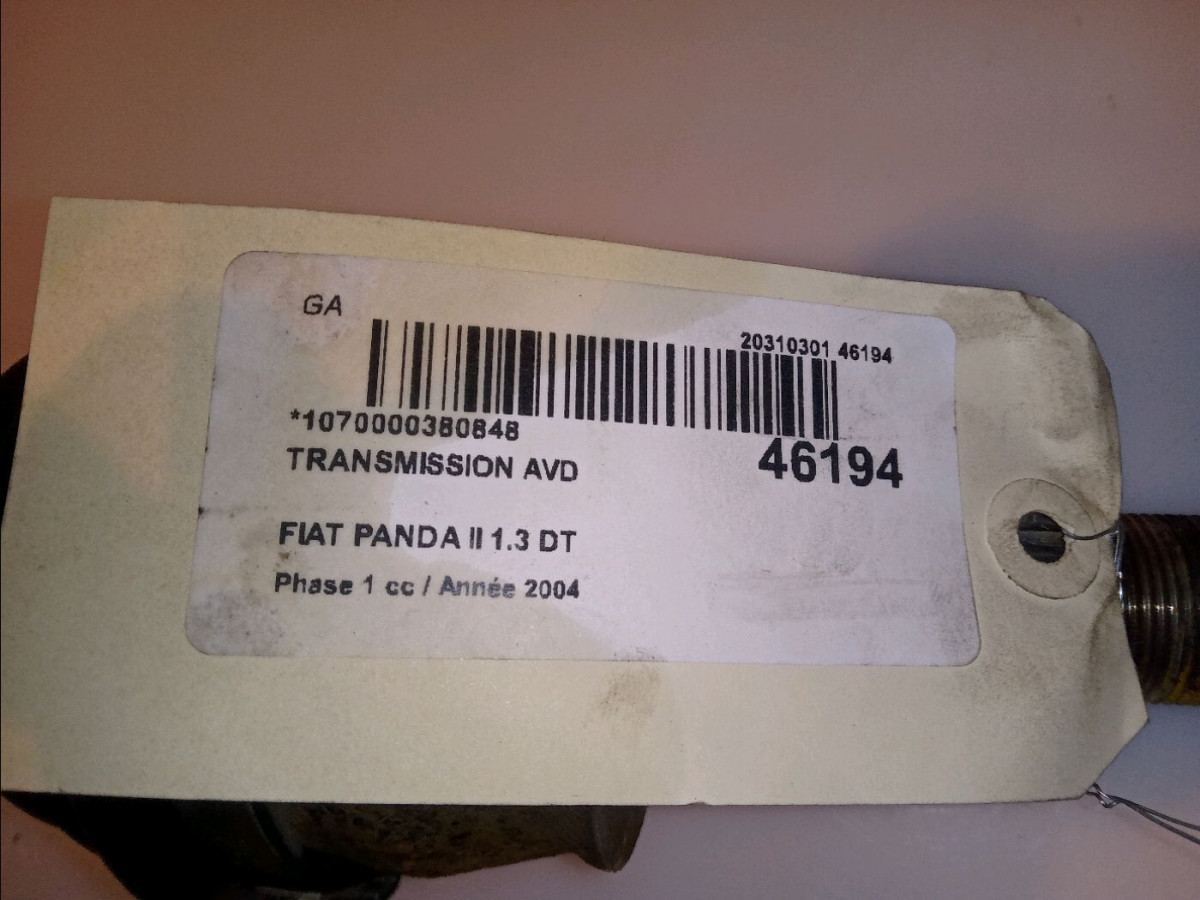 GA
20310301 46194
*1070000380848
46194
TRANSMISSION AVD
FIAT PANDA II 1.3 DT
Phase 1 cc / Année 2004